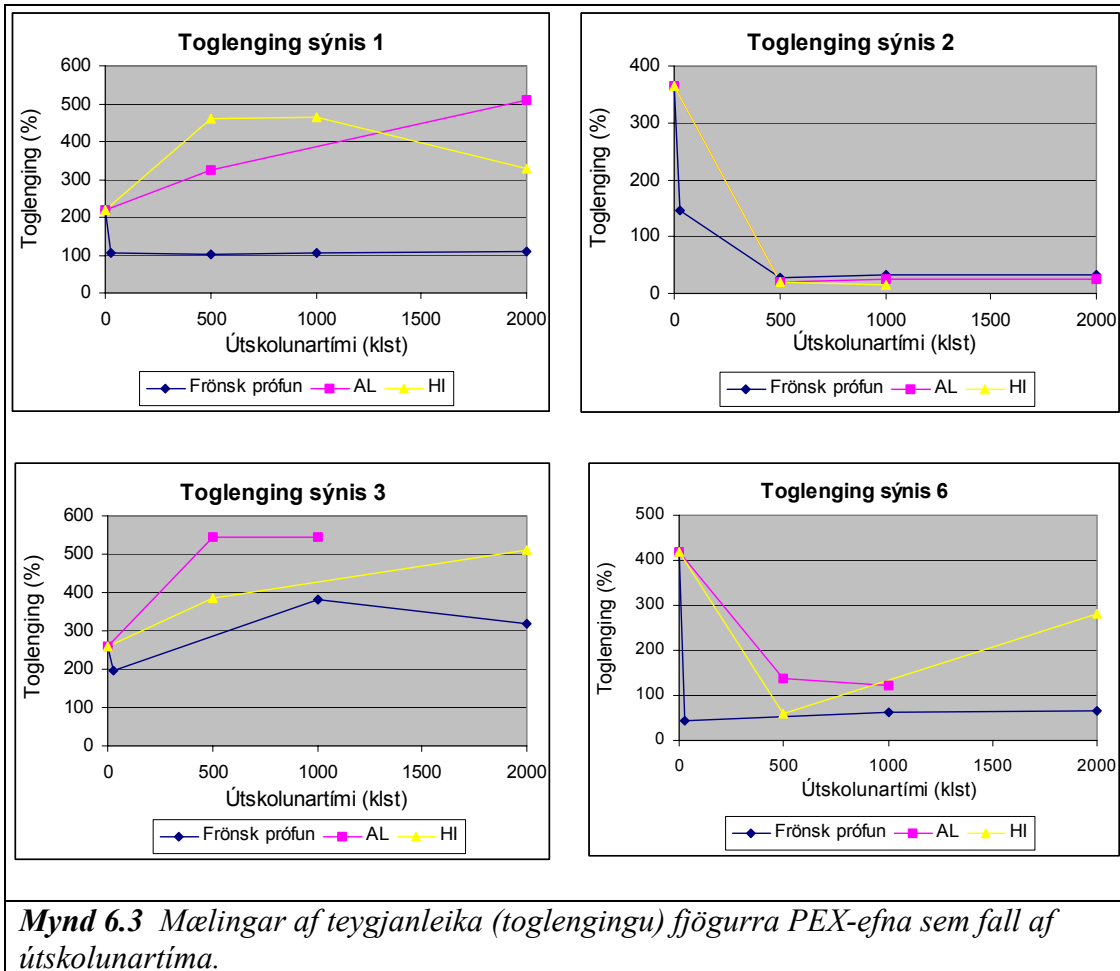 Toglenging sýnis 1
Toglenging (%)
600
500
400
300
200
100
0
0 500 1000 1500 2000
Útskolunartími (klst)
Frönsk prófun AL HI
Toglenging sýnis 2
Toglenging (%)
400
300
200
100
0
0 500 1000 1500 2000
Útskolunartími (klst)
Frönsk prófun AL HI
Toglenging sýnis 3
Toglenging (%)
600
500
400
300
200
100
0
0 500 1000 1500 2000
Útskolunartími (klst)
Frönsk prófun AL HI
Toglenging sýnis 6
Toglenging (%)
500
400
300
200
100
0
0 500 1000 1500 2000
Útskolunartími (klst)
Frönsk prófun AL HI
Mynd 6.3 Mælingar af teygjanleika (toglengingu) fjögurra PEX-efna sem fall af
útskolunartíma.